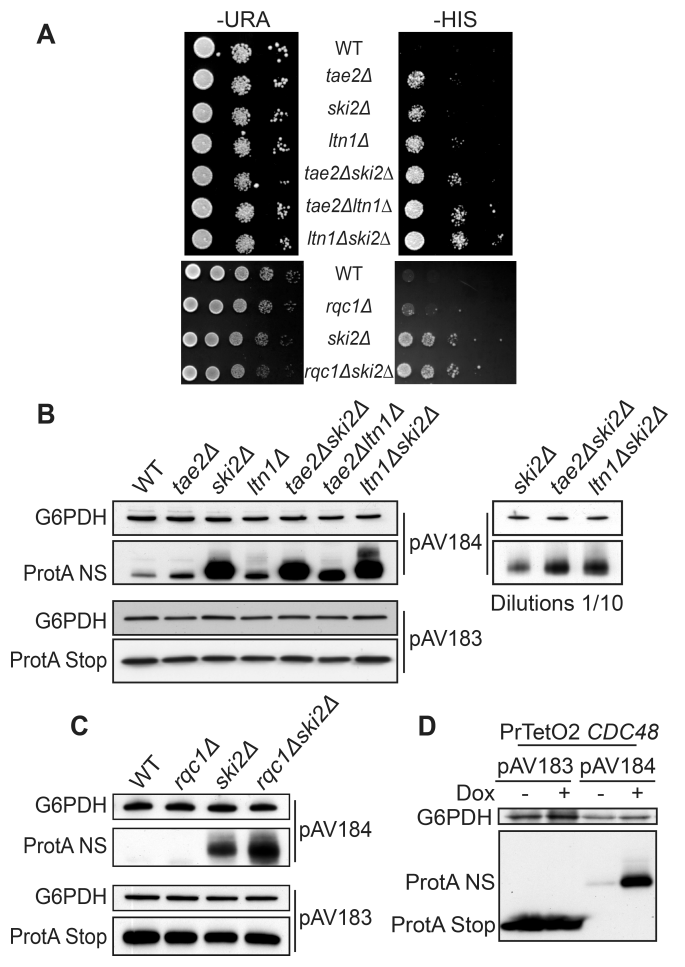 A
-URA -HIS
WT
tae2Δ
ski2Δ
ltn1Δ
tae2Δski2Δ
tae2Δltn1Δ
ltn1Δski2Δ
WT
rqc1Δ
ski2Δ
rqc1Δski2Δ
B
WT tae2Δ ski2Δ ltn1Δ tae2Δski2Δ tae2Δltn1Δ ltn1Δski2Δ
ski2Δ tae2Δski2Δ ltn1Δski2Δ
G6PDH
ProtA NS
pAV184
Dilutions 1/10
G6PDH
ProtA Stop
pAV183
C
WT rqc1Δ ski2Δ rqc1Δski2Δ
G6PDH
ProtA NS
pAV184
G6PDH
ProtA Stop
pAV183
D
PrTetO2 CDC48
pAV183 pAV184
Dox - + - +
G6PDH
ProtA NS
ProtA Stop